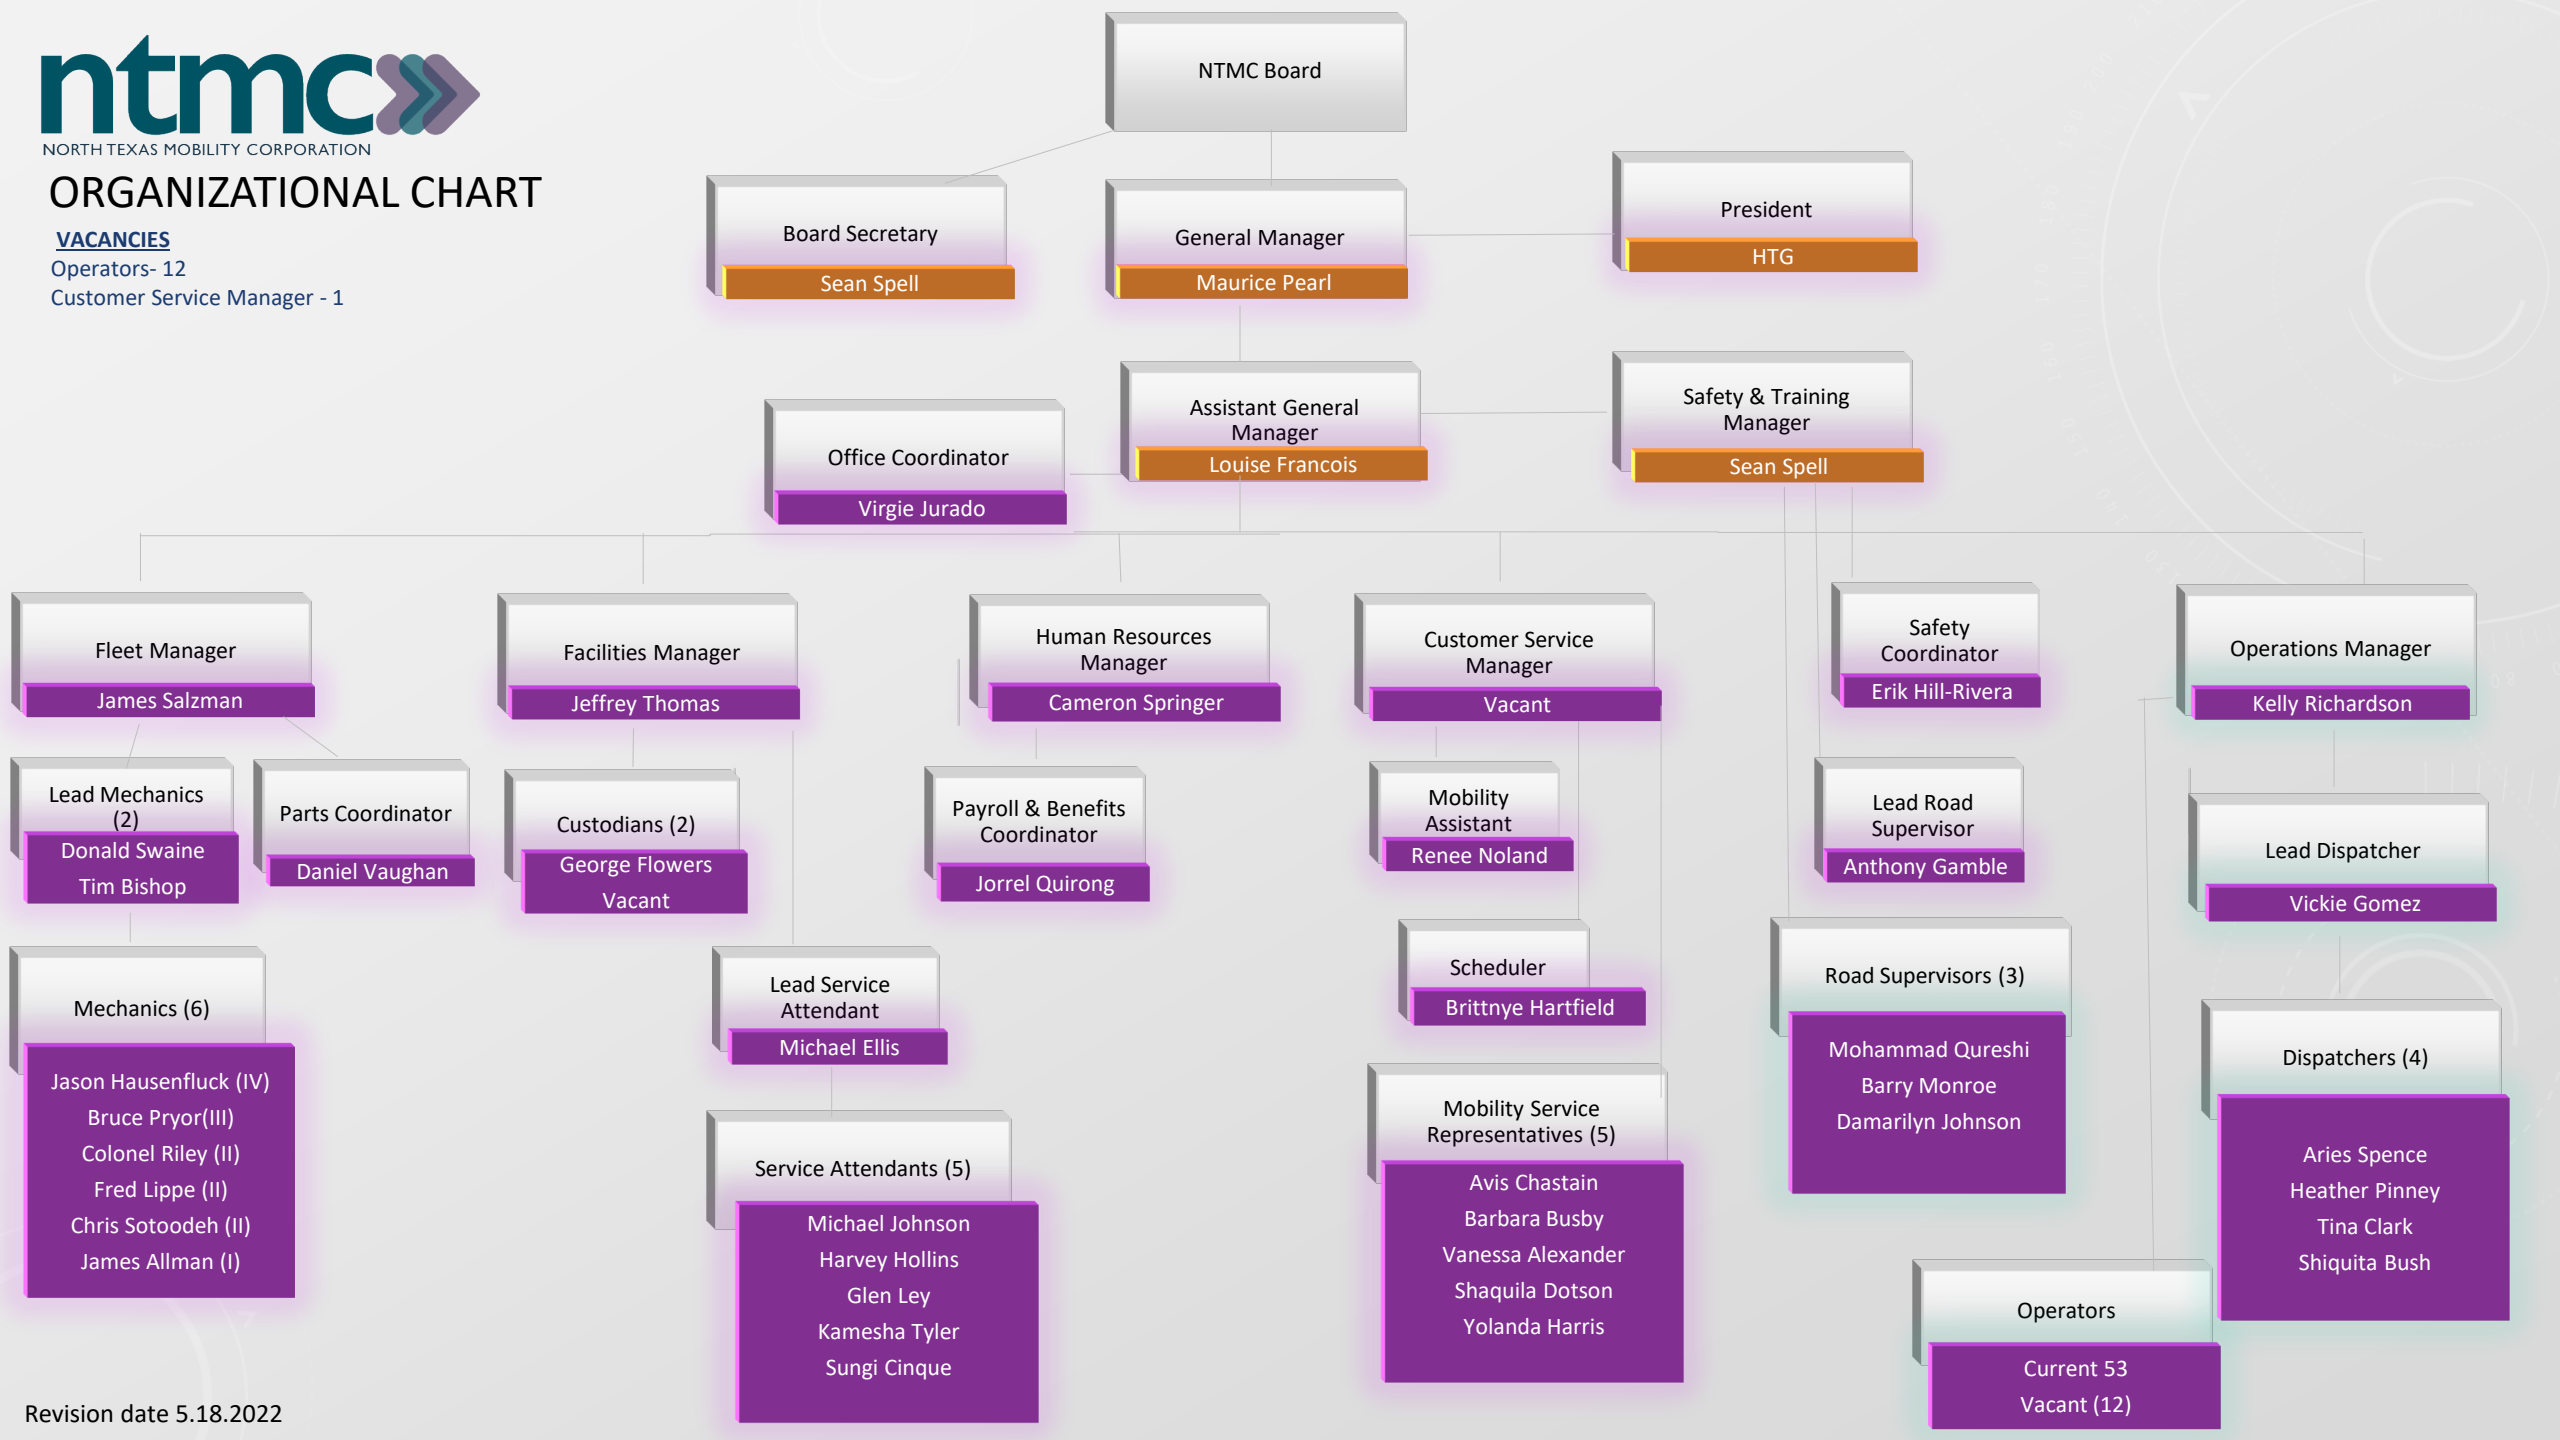 ntmc
NORTH TEXAS MOBILITY CORPORATION
ORGANIZATIONAL CHART
VACANCIES
Operators- 12
Customer Service Manager - 1
NTMC Board
Board Secretary
Sean Spell
General Manager
Maurice Pearl
President
HTG
Office Coordinator
Virgie Jurado
Assistant General
Manager
Louise Francois
Safety & Training
Manager
Sean Spell
Fleet Manager
James Salzman
Facilities Manager
Jeffrey Thomas
Human Resources
Manager
Cameron Springer
Customer Service
Manager
Vacant
Safety
Coordinator
Erik Hill-Rivera
Operations Manager
Kelly Richardson
Lead Mechanics
(2)
Donald Swaine
Tim Bishop
Parts Coordinator
Daniel Vaughan
Custodians (2)
George Flowers
Vacant
Payroll & Benefits
Coordinator
Jorrel Quirong
Mobility
Assistant
Renee Noland
Lead Road
Supervisor
Anthony Gamble
Lead Dispatcher
Vickie Gomez
Mechanics (6)
Jason Hausenfluck (IV)
Bruce Pryor(III)
Colonel Riley (II)
Fred Lippe (II)
Chris Sotoodeh (II)
James Allman (I)
Lead Service
Attendant
Michael Ellis
Scheduler
Brittnye Hartfield
Road Supervisors (3)
Mohammad Qureshi
Barry Monroe
Damarilyn Johnson
Dispatchers (4)
Aries Spence
Heather Pinney
Tina Clark
Shiquita Bush
Service Attendants (5)
Michael Johnson
Harvey Hollins
Glen Ley
Kamesha Tyler
Sungi Cinque
Mobility Service
Representatives (5)
Avis Chastain
Barbara Busby
Vanessa Alexander
Shaquila Dotson
Yolanda Harris
Operators
Current 53
Vacant (12)
Revision date 5.18.2022